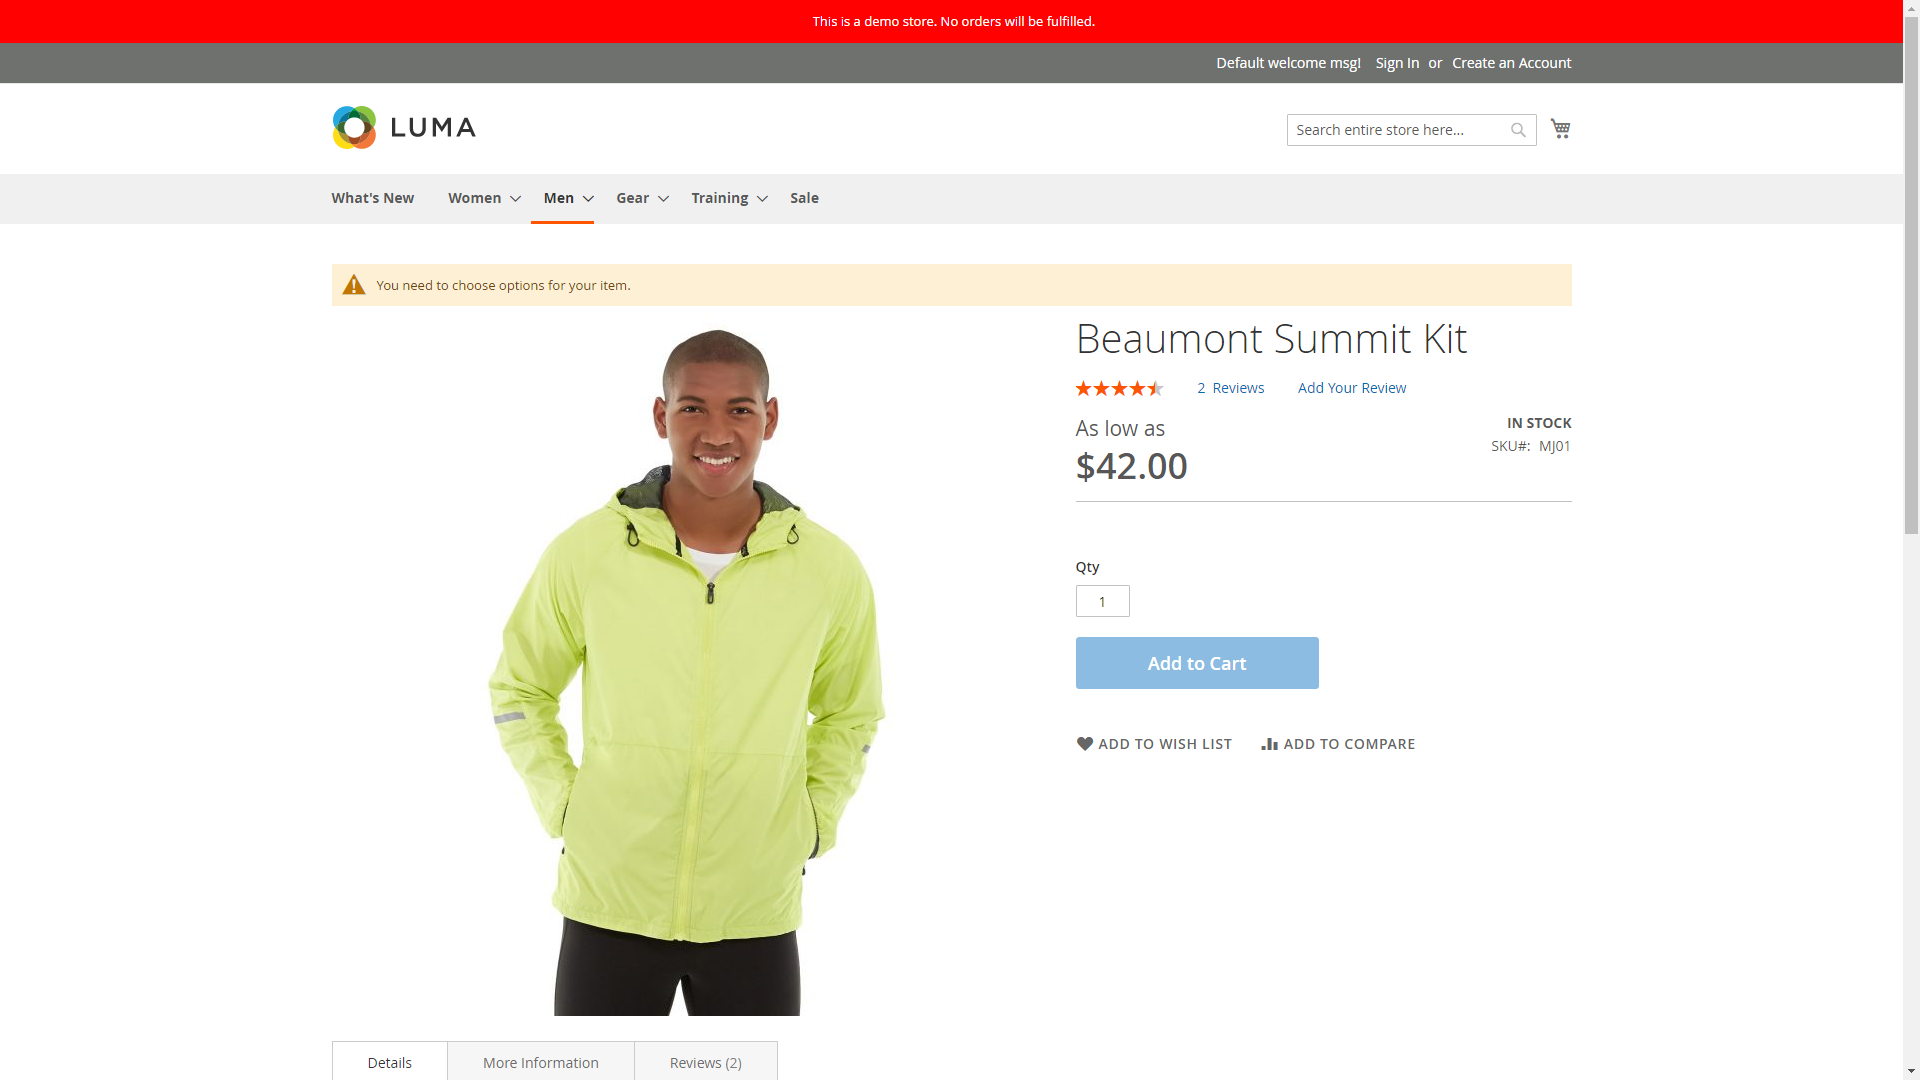 This is a demo store. No orders will be fulfilled.
Default welcome msg! Sign In or Create an Account
LUMA
Search entire store here...
What's New Women Men Gear Training Sale
You need to choose options for your item.
Beaumont Summit Kit
2 Reviews Add Your Review
As low as
$42.00
IN STOCK
SKU#: MJ01
Qty
1
Add to Cart
ADD TO WISH LIST ADD TO COMPARE
Details More Information Reviews (2)